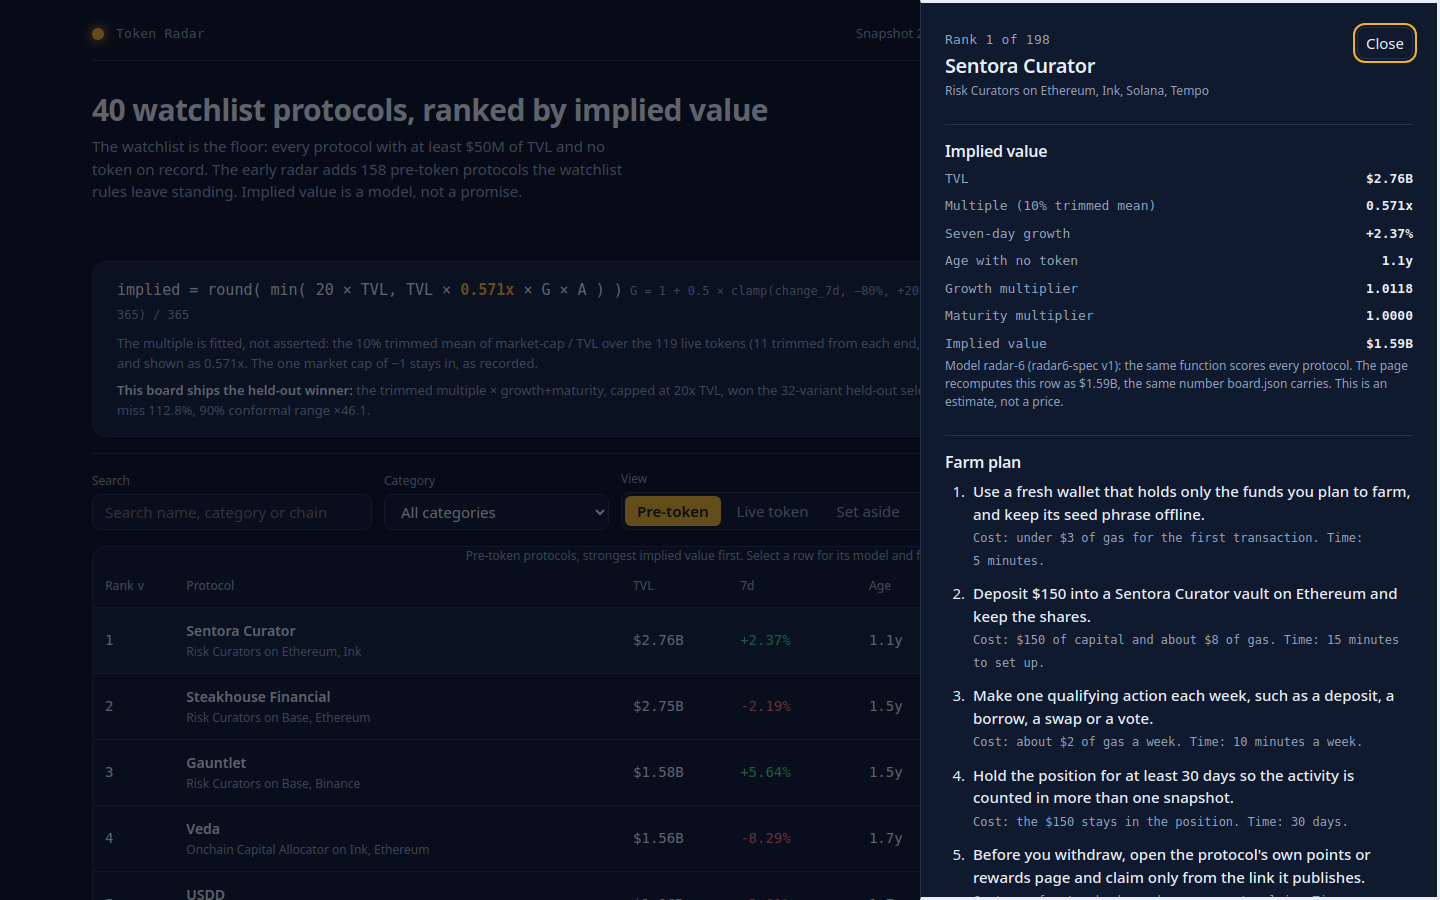 Token Radar
Snapshot 2
40 watchlist protocols, ranked by implied value
The watchlist is the floor: every protocol with at least $50M of TVL and no
token on record. The early radar adds 158 pre-token protocols the watchlist
rules leave standing. Implied value is a model, not a promise.
implied = round( min( 20 × TVL, TVL × 0.571x × G × A ) ) G = 1 + 0.5 × clamp(change_7d, −80%, +20
365) / 365
The multiple is fitted, not asserted: the 10% trimmed mean of market-cap / TVL over the 119 live tokens (11 trimmed from each end,
and shown as 0.571x. The one market cap of −1 stays in, as recorded.
This board ships the held-out winner: the trimmed multiple × growth+maturity, capped at 20x TVL, won the 32-variant held-out sele
miss 112.8%, 90% conformal range ×46.1.
Search
Category
View
Search name, category or chain
All categories
Pre-token
Live token
Set aside
Pre-token protocols, strongest implied value first. Select a row for its model and f
Rank v
Protocol
TVL
7d
Age
1
Sentora Curator
Risk Curators on Ethereum, Ink
$2.76B
+2.37%
1.1y
2
Steakhouse Financial
Risk Curators on Base, Ethereum
$2.75B
-2.19%
1.5y
3
Gauntlet
Risk Curators on Base, Binance
$1.58B
+5.64%
1.5y
4
Veda
Onchain Capital Allocator on Ink, Ethereum
$1.56B
-8.29%
1.7y
USDD
Rank 1 of 198
Close
Sentora Curator
Risk Curators on Ethereum, Ink, Solana, Tempo
Implied value
TVL $2.76B
Multiple (10% trimmed mean) 0.571x
Seven-day growth +2.37%
Age with no token 1.1y
Growth multiplier 1.0118
Maturity multiplier 1.0000
Implied value $1.59B
Model radar-6 (radar6-spec v1): the same function scores every protocol. The page
recomputes this row as $1.59B, the same number board.json carries. This is an
estimate, not a price.
Farm plan
1. Use a fresh wallet that holds only the funds you plan to farm,
and keep its seed phrase offline.
Cost: under $3 of gas for the first transaction. Time:
5 minutes.
2. Deposit $150 into a Sentora Curator vault on Ethereum and
keep the shares.
Cost: $150 of capital and about $8 of gas. Time: 15 minutes
to set up.
3. Make one qualifying action each week, such as a deposit, a
borrow, a swap or a vote.
Cost: about $2 of gas a week. Time: 10 minutes a week.
4. Hold the position for at least 30 days so the activity is
counted in more than one snapshot.
Cost: the $150 stays in the position. Time: 30 days.
5. Before you withdraw, open the protocol's own points or
rewards page and claim only from the link it publishes.